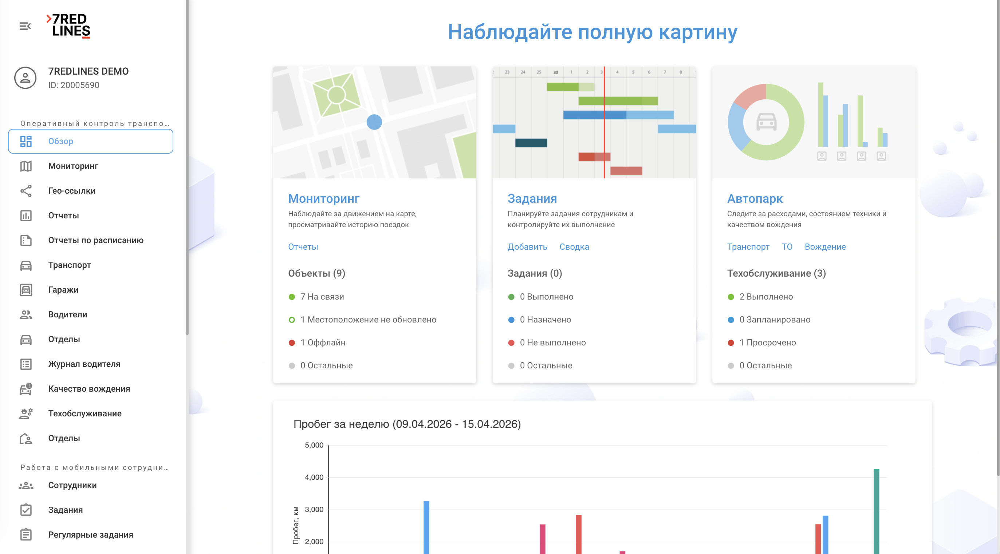 7RED
LINES
7REDLINES DEMO
ID: 20005690
Оперативный контроль транспо…
Обзор
Мониторинг
Гео-ссылки
Отчеты
Отчеты по расписанию
Транспорт
Гаражи
Водители
Отделы
Журнал водителя
Качество вождения
Техобслуживание
Отделы
Работа с мобильными сотрудни…
Сотрудники
Задания
Регулярные задания
Наблюдайте полную картину
23 24 25 30 1 2 3 4 5 6 7 8
Мониторинг
Наблюдайте за движением на карте,
просматривайте историю поездок
Отчеты
Объекты (9)
7 На связи
1 Местоположение не обновлено
1 Оффлайн
0 Остальные
Задания
Планируйте задания сотрудникам и
контролируйте их выполнение
Добавить Сводка
Задания (0)
0 Выполнено
0 Назначено
0 Не выполнено
0 Остальные
Автопарк
Следите за расходами, состоянием техники и
качеством вождения
Транспорт ТО Вождение
Техобслуживание (3)
2 Выполнено
0 Запланировано
1 Просрочено
0 Остальные
Пробег за неделю (09.04.2026 - 15.04.2026)
5,000
4,000
3,000
2,000
Пробег, км